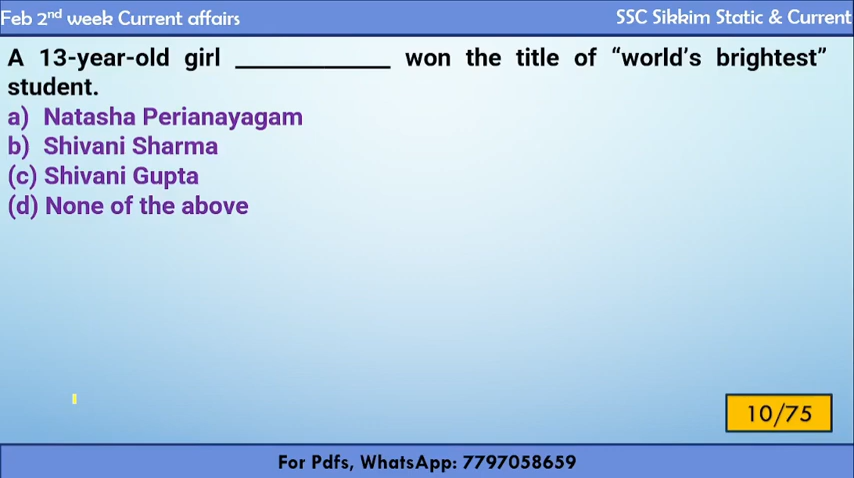 Feb 2nd week Current affairs
SSC Sikkim Static & Current
A 13-year-old girl ____________ won the title of “world’s brightest”
student.
a) Natasha Perianayagam
b) Shivani Sharma
(c) Shivani Gupta
(d) None of the above
10/75
For Pdfs, WhatsApp: 7797058659